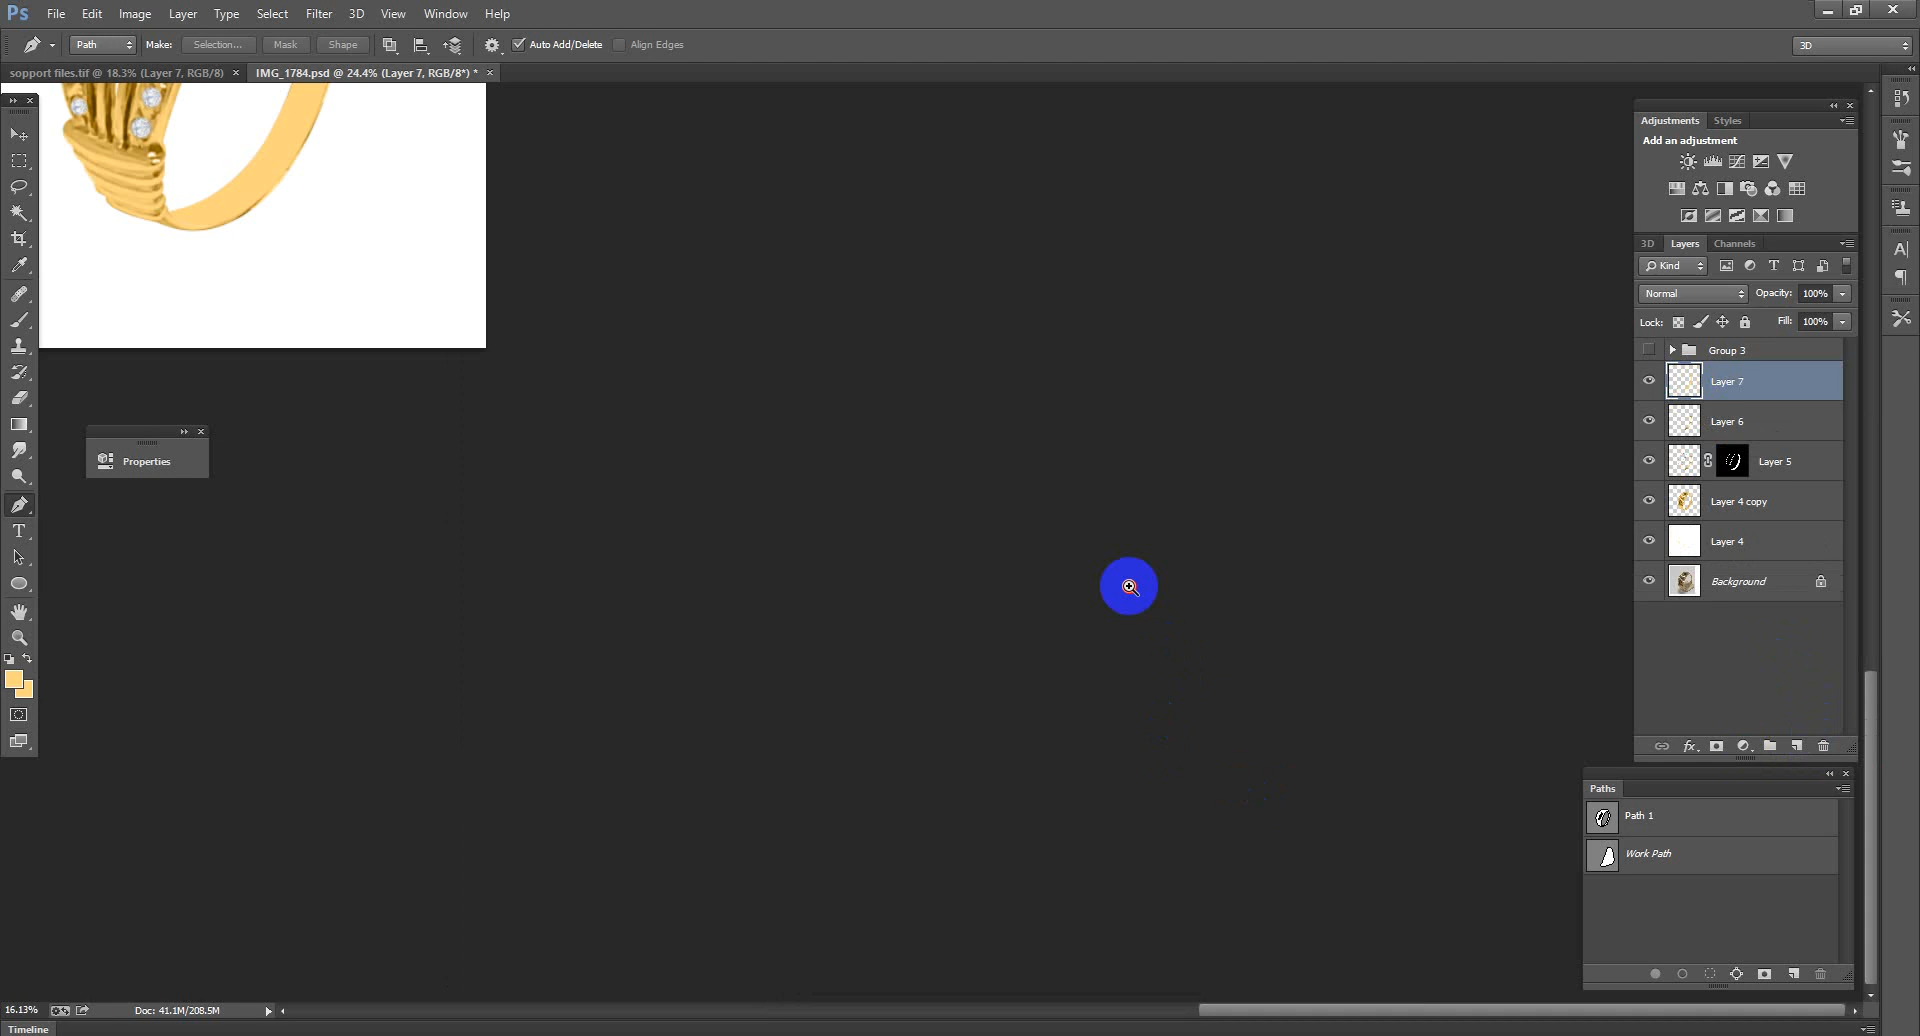 Ps File Edit Image Layer Type Select Filter 3D View Window Help
Path Make: Selection... Mask Shape Auto Add/Delete Align Edges 3D
sopport files.tif @ 18.3% (Layer 7, RGB/8) × IMG_1784.psd @ 24.4% (Layer 7, RGB/8*) * ×
Adjustments Styles
Add an adjustment
3D Layers Channels
Kind
Normal Opacity: 100%
Lock: Fill: 100%
Group 3
Layer 7
Layer 6
Layer 5
Layer 4 copy
Layer 4
Background
Properties
fx
Paths
Path 1
Work Path
16.13% Doc: 41.1M/208.5M
Timeline